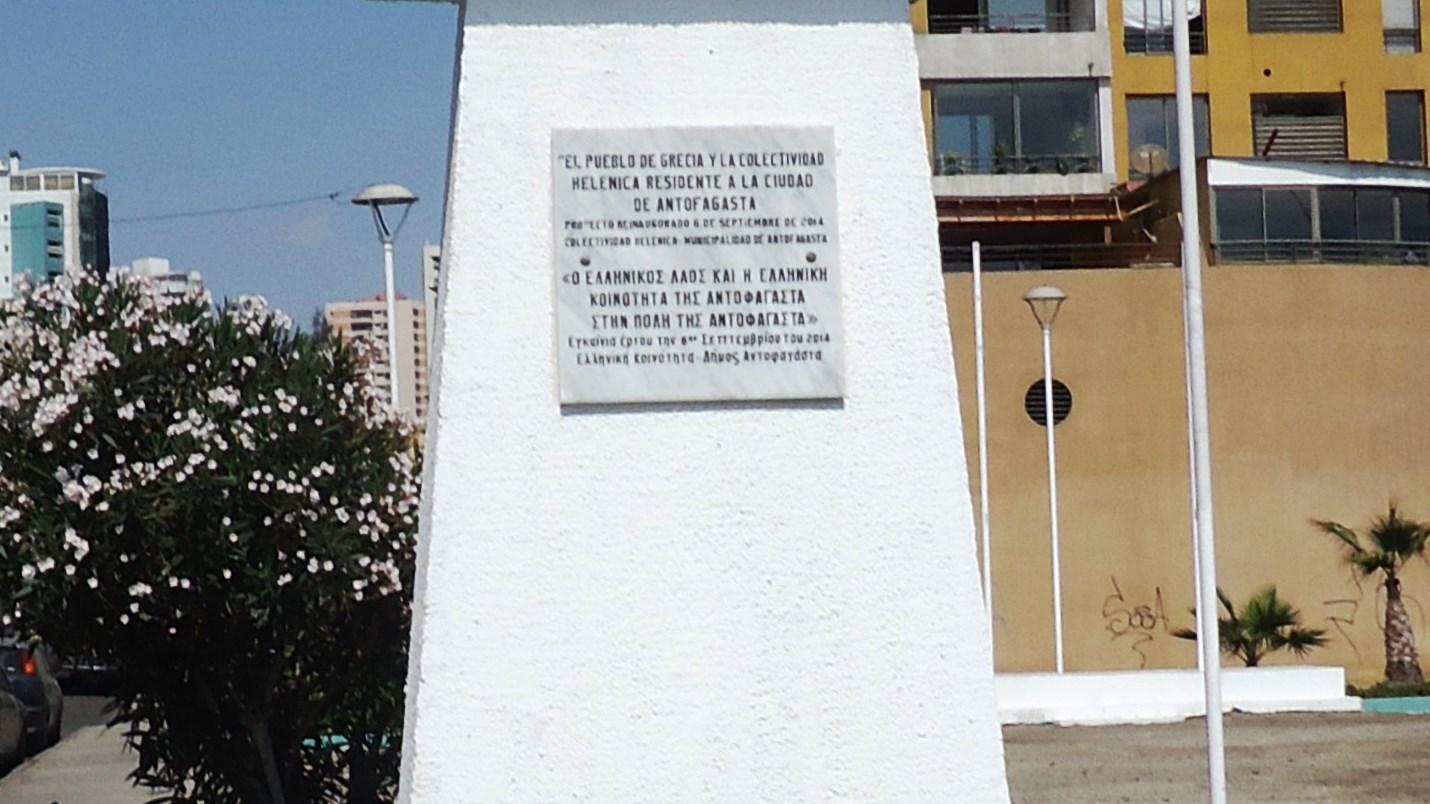 "EL PUEBLO DE GRECIA Y LA COLECTIVIDAD
HELENICA RESIDENTE A LA CIUDAD
DE ANTOFAGASTA
PROYECTO REINAUGURADO 6 DE SEPTIEMBRE DE 2014
COLECTIVIDAD HELENICA - MUNICIPALIDAD DE ANTOFAGASTA
«Ο ΕΛΛΗΝΙΚΟΣ ΛΑΟΣ ΚΑΙ Η ΕΛΛΗΝΙΚΗ
ΚΟΙΝΟΤΗΤΑ ΤΗΣ ΑΝΤΟΦΑΓΑΣΤΑ
ΣΤΗΝ ΠΟΛΗ ΤΗΣ ΑΝΤΟΦΑΓΑΣΤΑ»
Εγκαίνια έργου την 6ης Σεπτεμβρίου του 2014
Ελληνική Κοινότητα - Δήμος Αντοφαγάστα